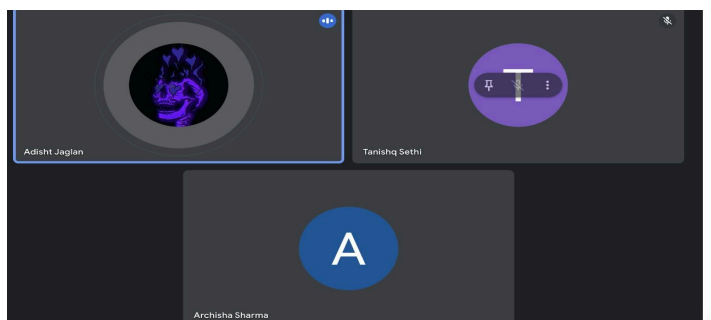 T
Adisht Jaglan
Tanishq Sethi
A
Archisha Sharma